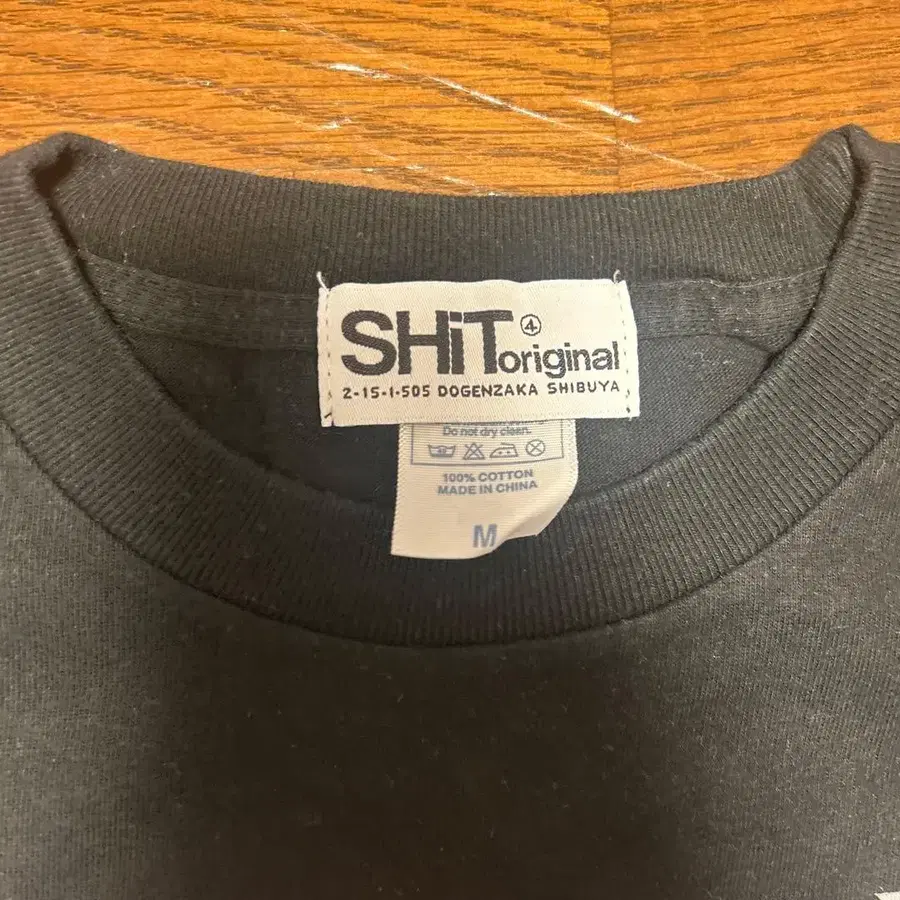 SHiT④original
2-15-1-505 DOGENZAKA SHIBUYA
Do not dry clean.
100% COTTON
MADE IN CHINA
M